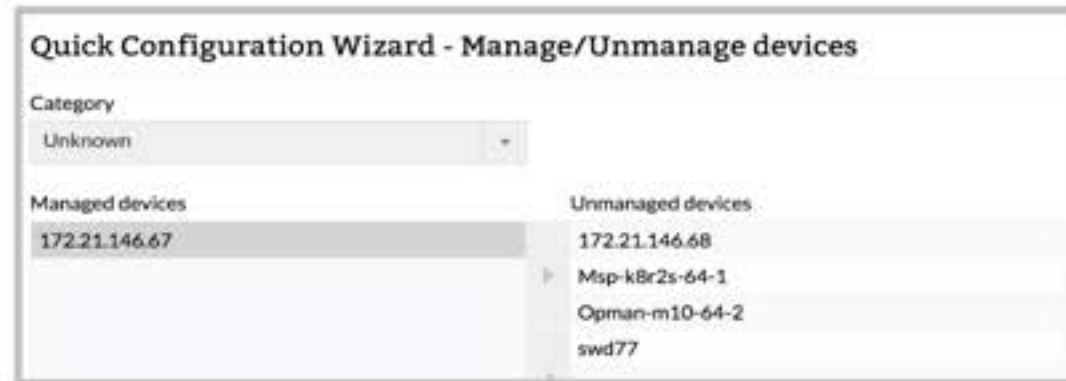 Quick Configuration Wizard - Manage/Unmanage devices
Category
Unknown
Managed devices
172.21.146.67
Unmanaged devices
172.21.146.68
Msp-k8r2s-64-1
Opman-m10-64-2
swd77